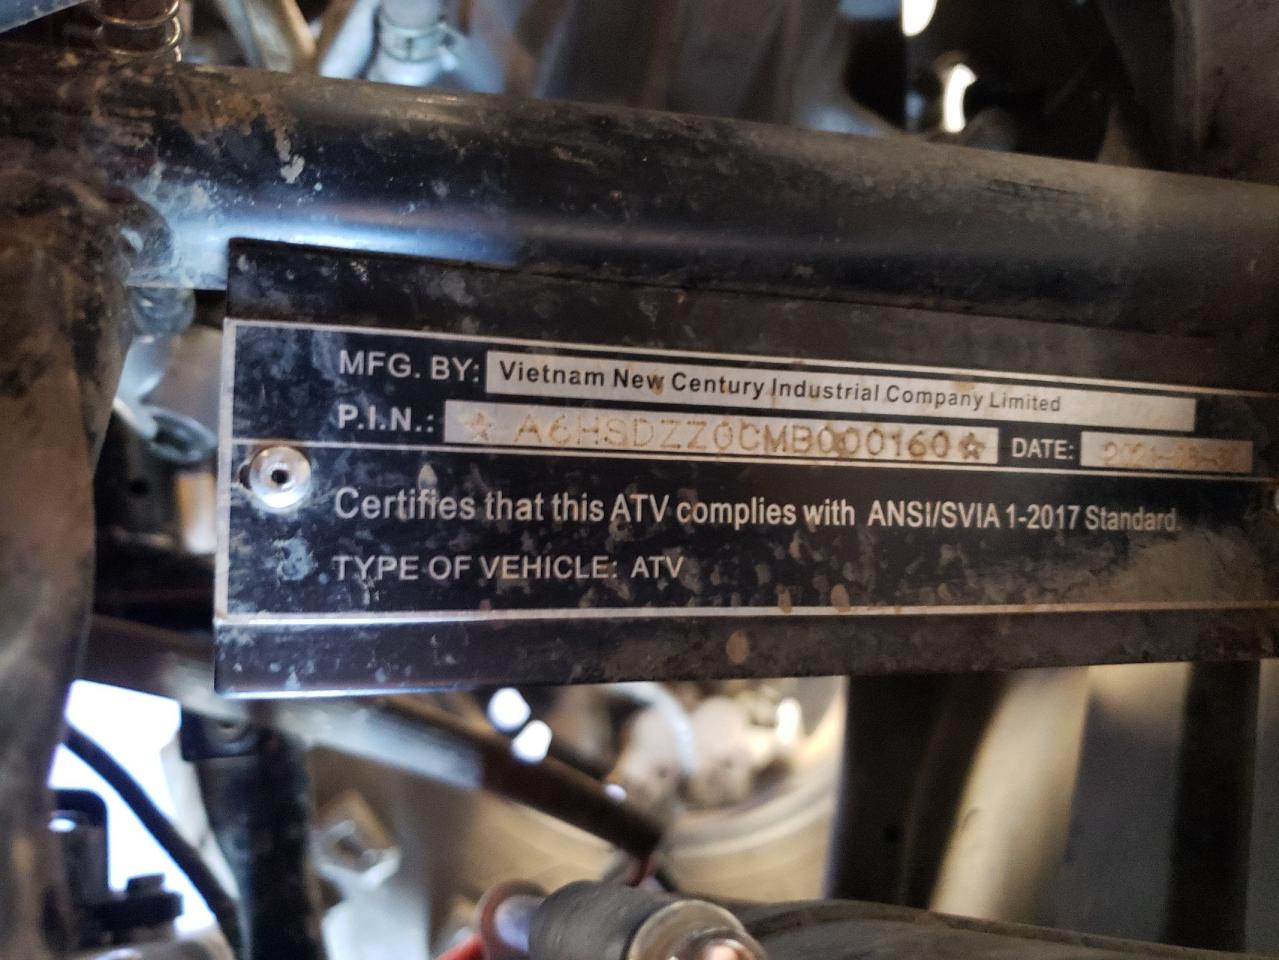 MFG. BY: Vietnam New Century Industrial Company Limited
P.I.N.: ☆ A6HSDZZ0CMB000160☆ DATE:
Certifies that this ATV complies with ANSI/SVIA 1-2017 Standard.
TYPE OF VEHICLE: ATV